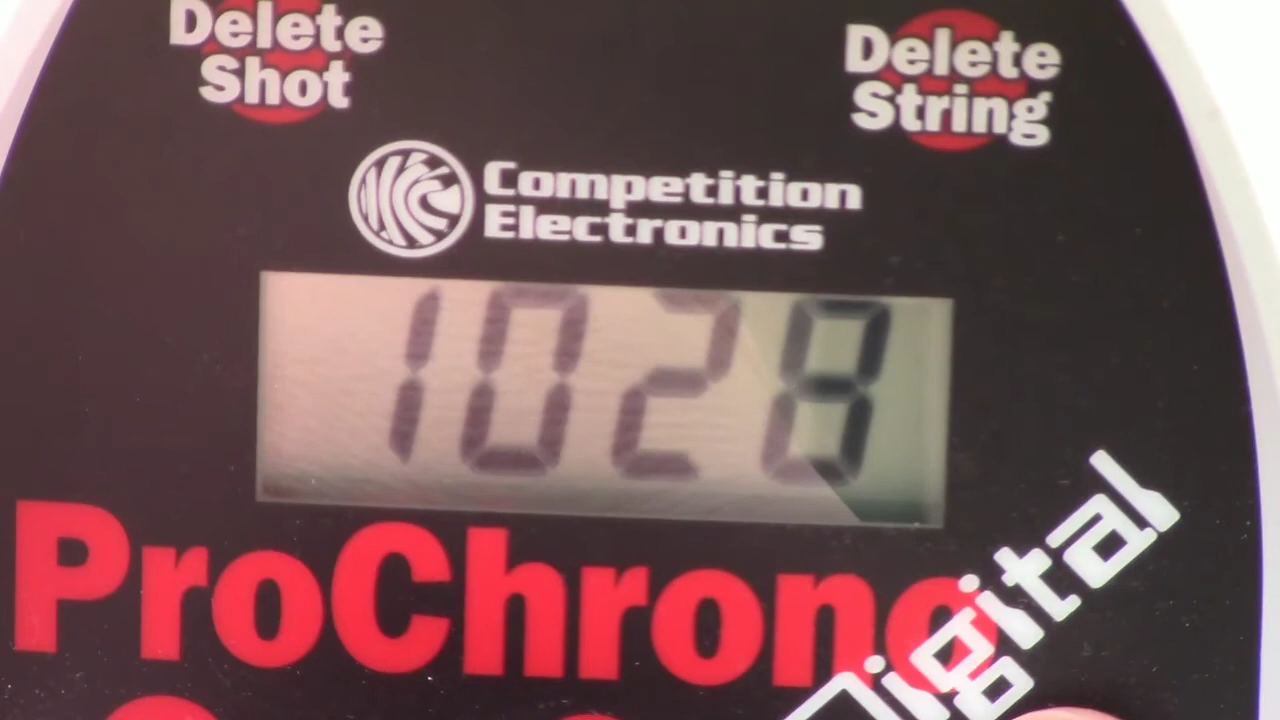 Delete
Shot
Delete
String
Competition
Electronics
1028
ProChrono
Digital